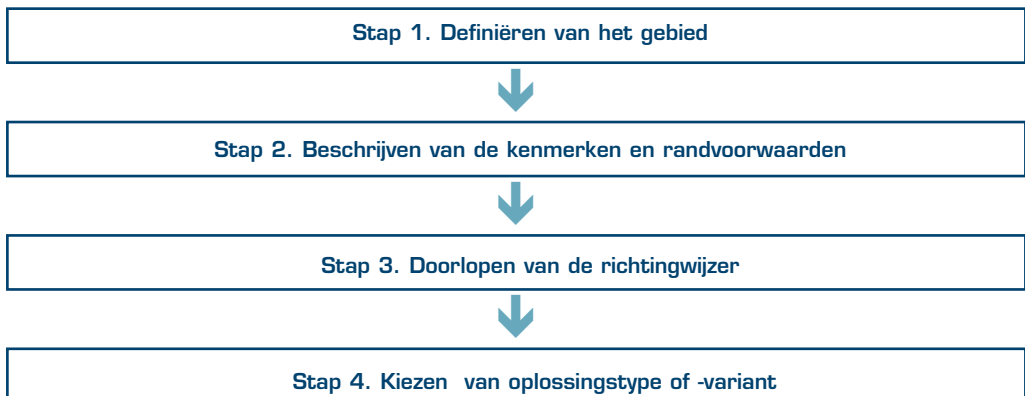 Stap 1. Definiëren van het gebied
Stap 2. Beschrijven van de kenmerken en randvoorwaarden
Stap 3. Doorlopen van de richtingwijzer
Stap 4. Kiezen van oplossingstype of -variant